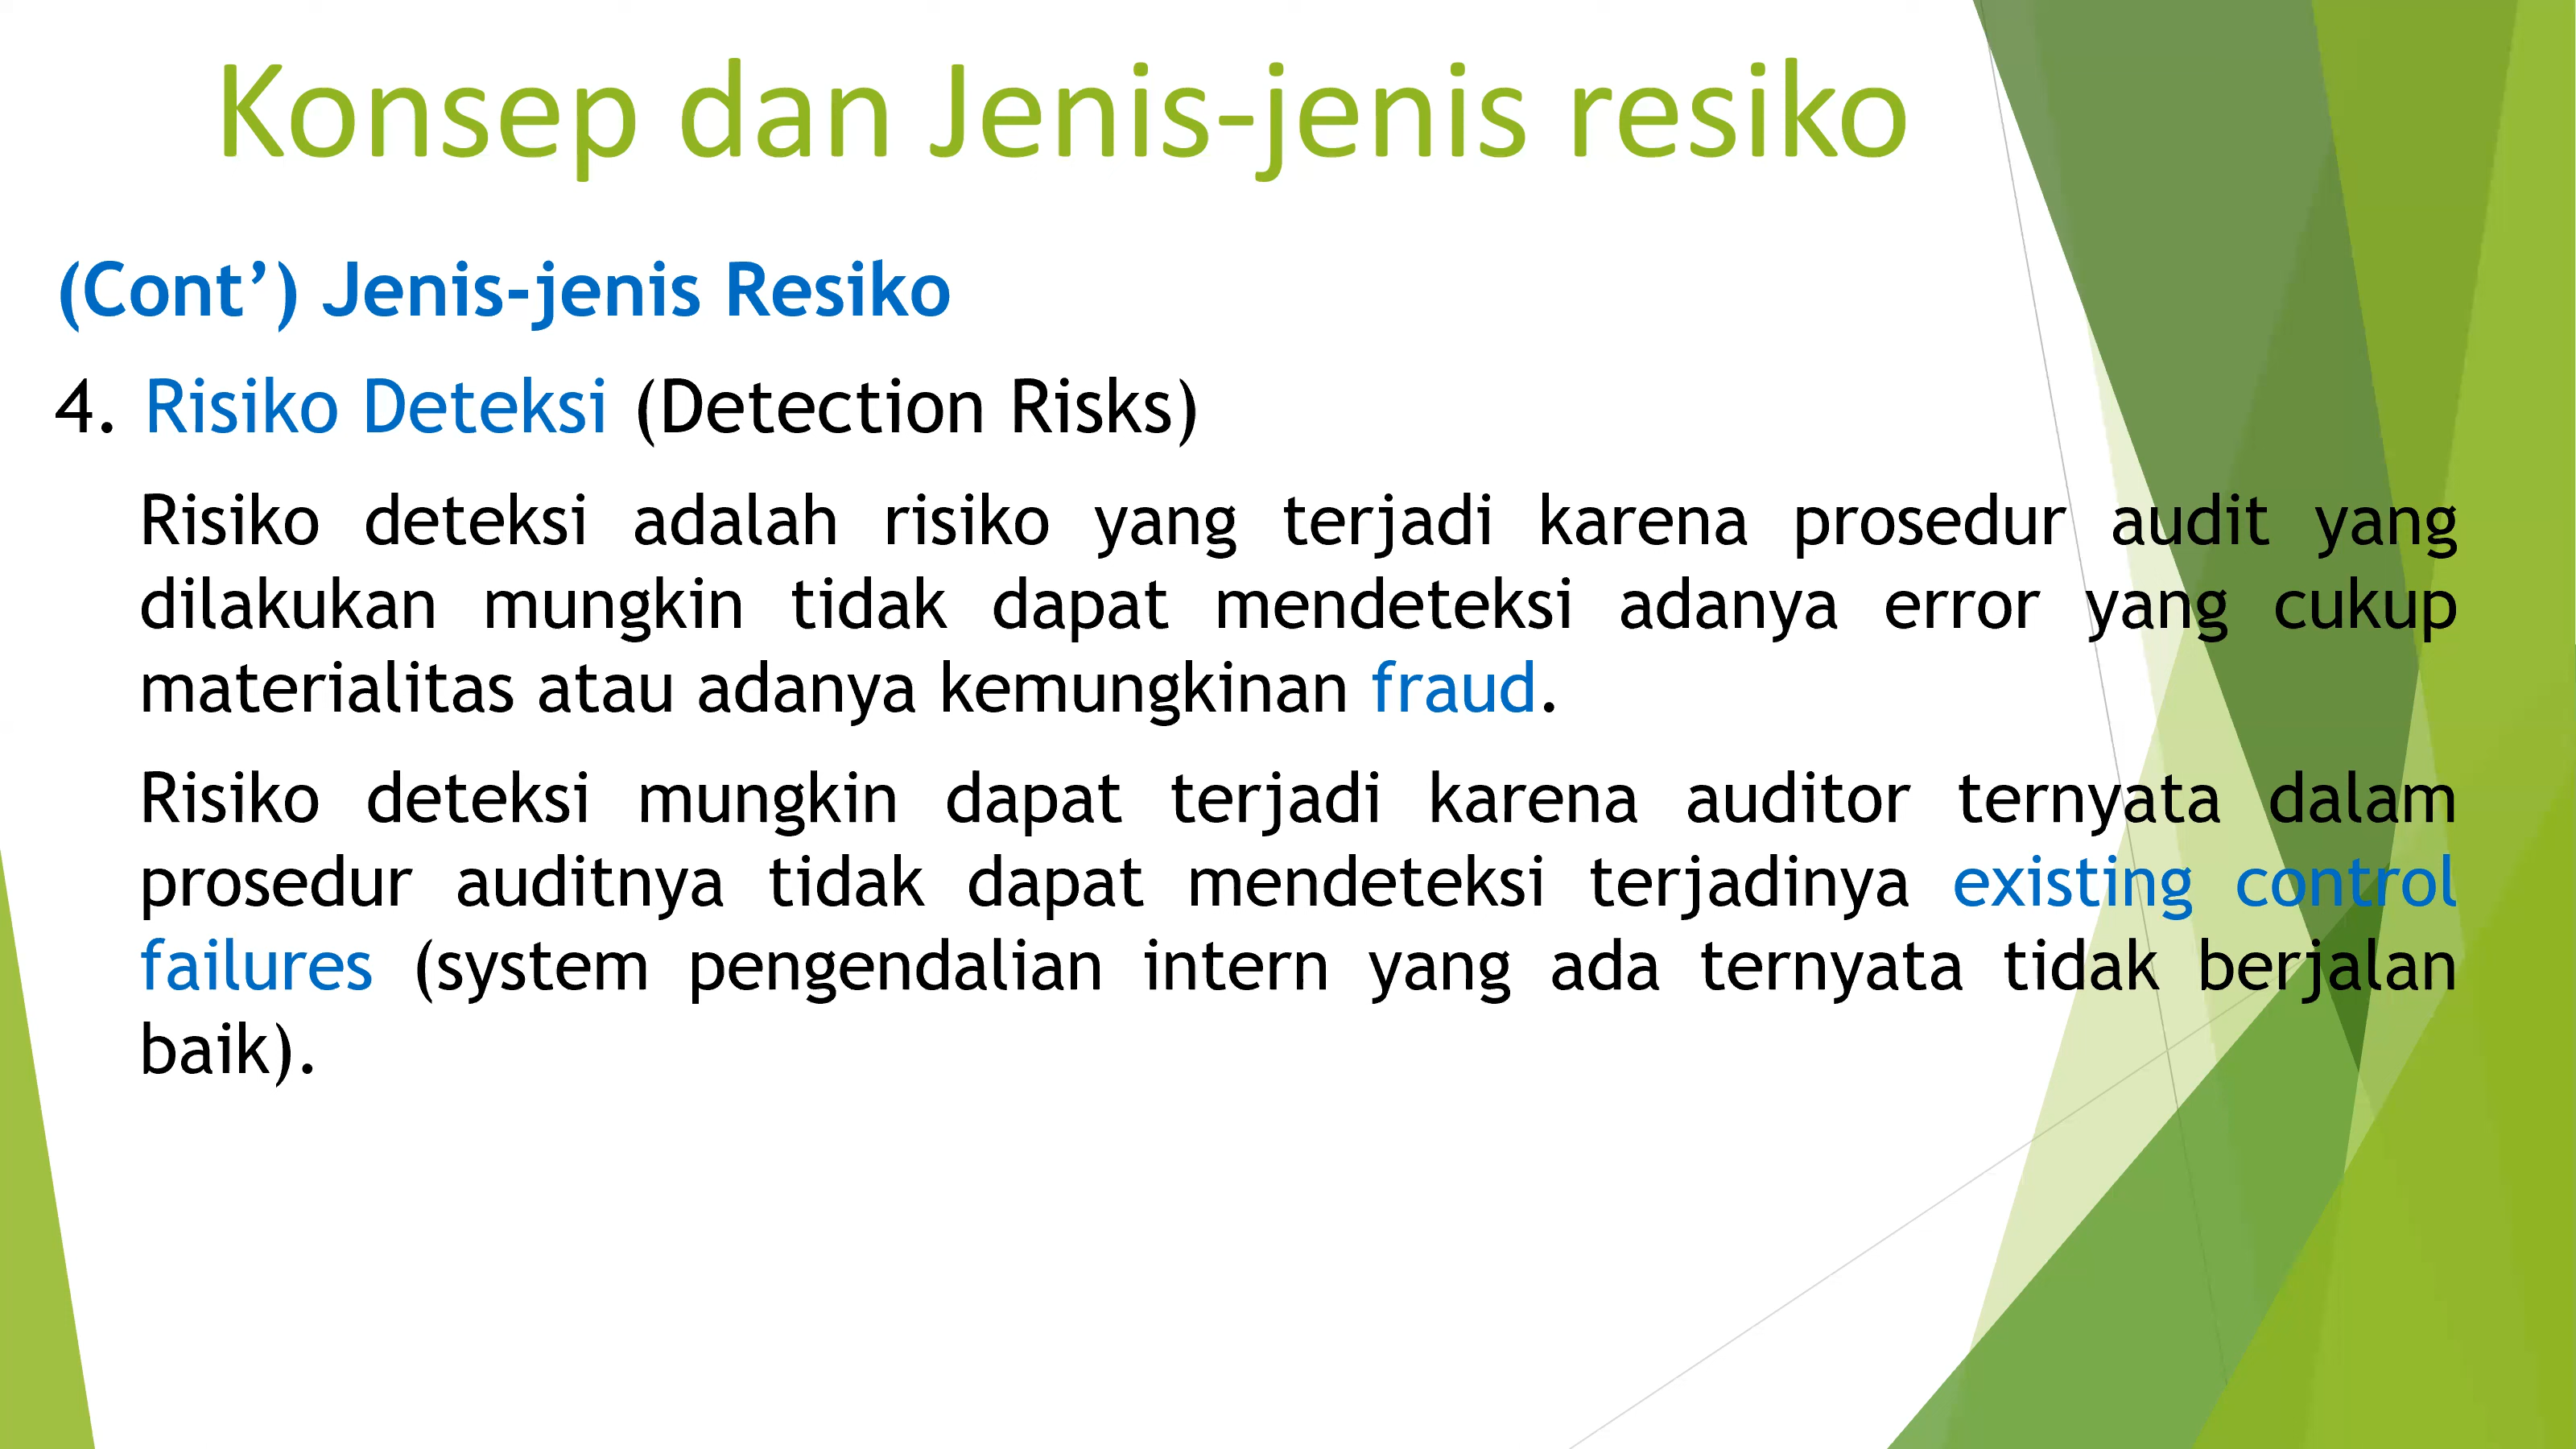 Konsep dan Jenis-jenis resiko
(Cont’) Jenis-jenis Resiko
4. Risiko Deteksi (Detection Risks)
Risiko deteksi adalah risiko yang terjadi karena prosedur audit yang
dilakukan mungkin tidak dapat mendeteksi adanya error yang cukup
materialitas atau adanya kemungkinan fraud.
Risiko deteksi mungkin dapat terjadi karena auditor ternyata dalam
prosedur auditnya tidak dapat mendeteksi terjadinya existing control
failures (system pengendalian intern yang ada ternyata tidak berjalan
baik).